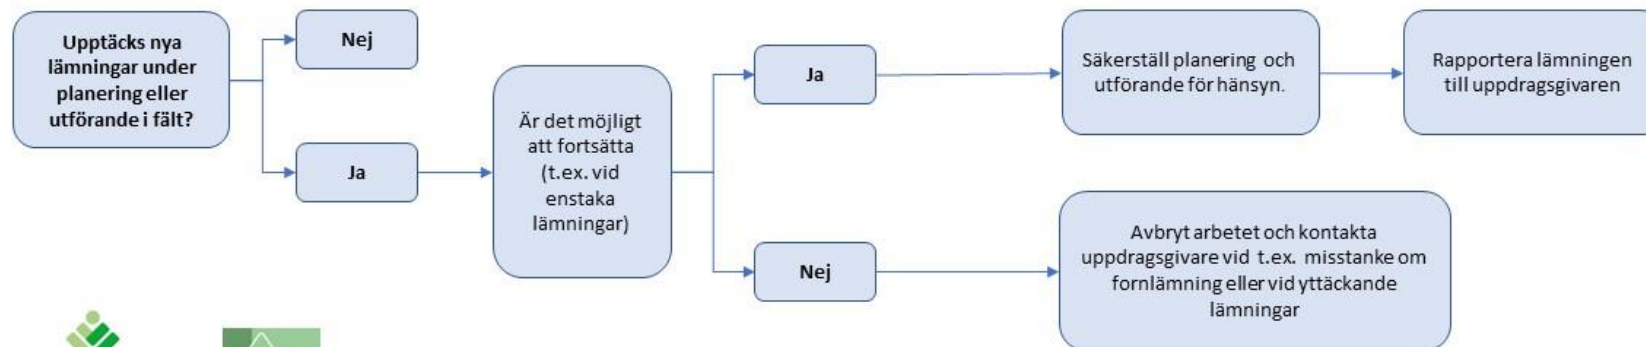 Upptäcks nya
lämningar under
planering eller
utförande i fält?
Nej
Ja
Är det möjligt
att fortsätta
(t.ex. vid
enstaka
lämningar)
Ja
Säkerställ planering och
utförande för hänsyn.
Rapportera lämningen
till uppdragsgivaren
Nej
Avbryt arbetet och kontakta
uppdragsgivare vid t.ex. misstanke om
fornlämning eller vid yttäckande
lämningar